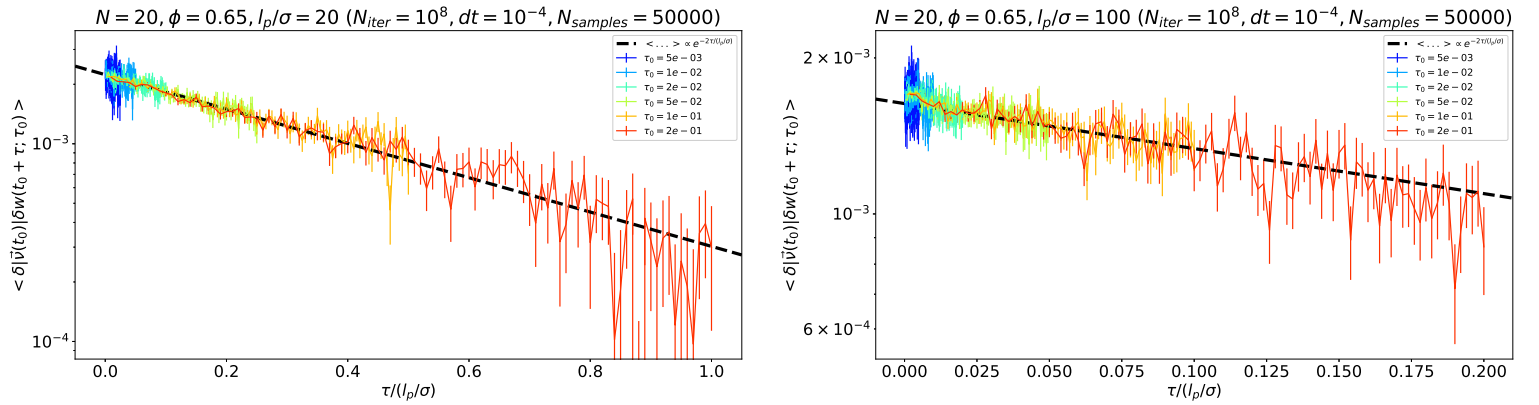 N = 20, ϕ = 0.65, l_p/σ = 20 (N_iter = 10^8, dt = 10^−4, N_samples = 50000)
< δ|ν⃗(t_0)|δw(t_0 + τ; τ_0) >
10^−3
10^−4
< ... > ∝ e^−2τ/(l_p/σ)
τ_0 = 5e − 03
τ_0 = 1e − 02
τ_0 = 2e − 02
τ_0 = 5e − 02
τ_0 = 1e − 01
τ_0 = 2e − 01
0.0 0.2 0.4 0.6 0.8 1.0
τ/(l_p/σ)
N = 20, ϕ = 0.65, l_p/σ = 100 (N_iter = 10^8, dt = 10^−4, N_samples = 50000)
< δ|ν⃗(t_0)|δw(t_0 + τ; τ_0) >
2 × 10^−3
10^−3
6 × 10^−4
< ... > ∝ e^−2τ/(l_p/σ)
τ_0 = 5e − 03
τ_0 = 1e − 02
τ_0 = 2e − 02
τ_0 = 5e − 02
τ_0 = 1e − 01
τ_0 = 2e − 01
0.000 0.025 0.050 0.075 0.100 0.125 0.150 0.175 0.200
τ/(l_p/σ)